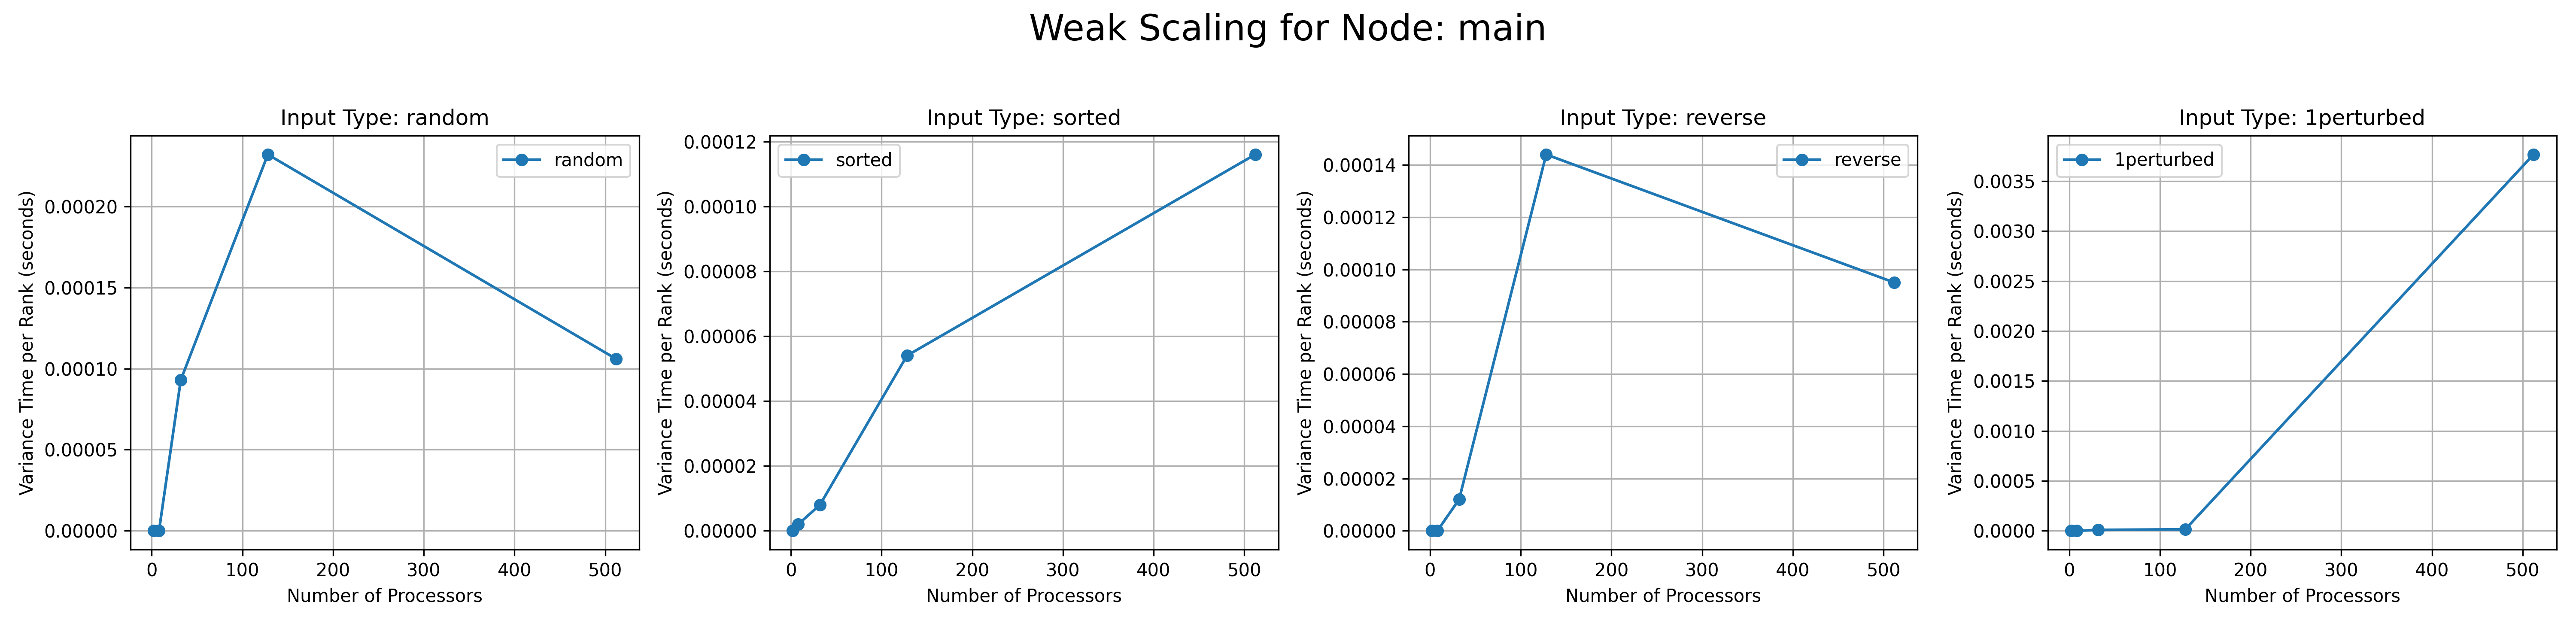 Weak Scaling for Node: main
Input Type: random
Variance Time per Rank (seconds)
0.00020
0.00015
0.00010
0.00005
0.00000
random
0 100 200 300 400 500
Number of Processors
Input Type: sorted
Variance Time per Rank (seconds)
0.00012
0.00010
0.00008
0.00006
0.00004
0.00002
0.00000
sorted
0 100 200 300 400 500
Number of Processors
Input Type: reverse
Variance Time per Rank (seconds)
0.00014
0.00012
0.00010
0.00008
0.00006
0.00004
0.00002
0.00000
reverse
0 100 200 300 400 500
Number of Processors
Input Type: 1perturbed
Variance Time per Rank (seconds)
0.0035
0.0030
0.0025
0.0020
0.0015
0.0010
0.0005
0.0000
1perturbed
0 100 200 300 400 500
Number of Processors